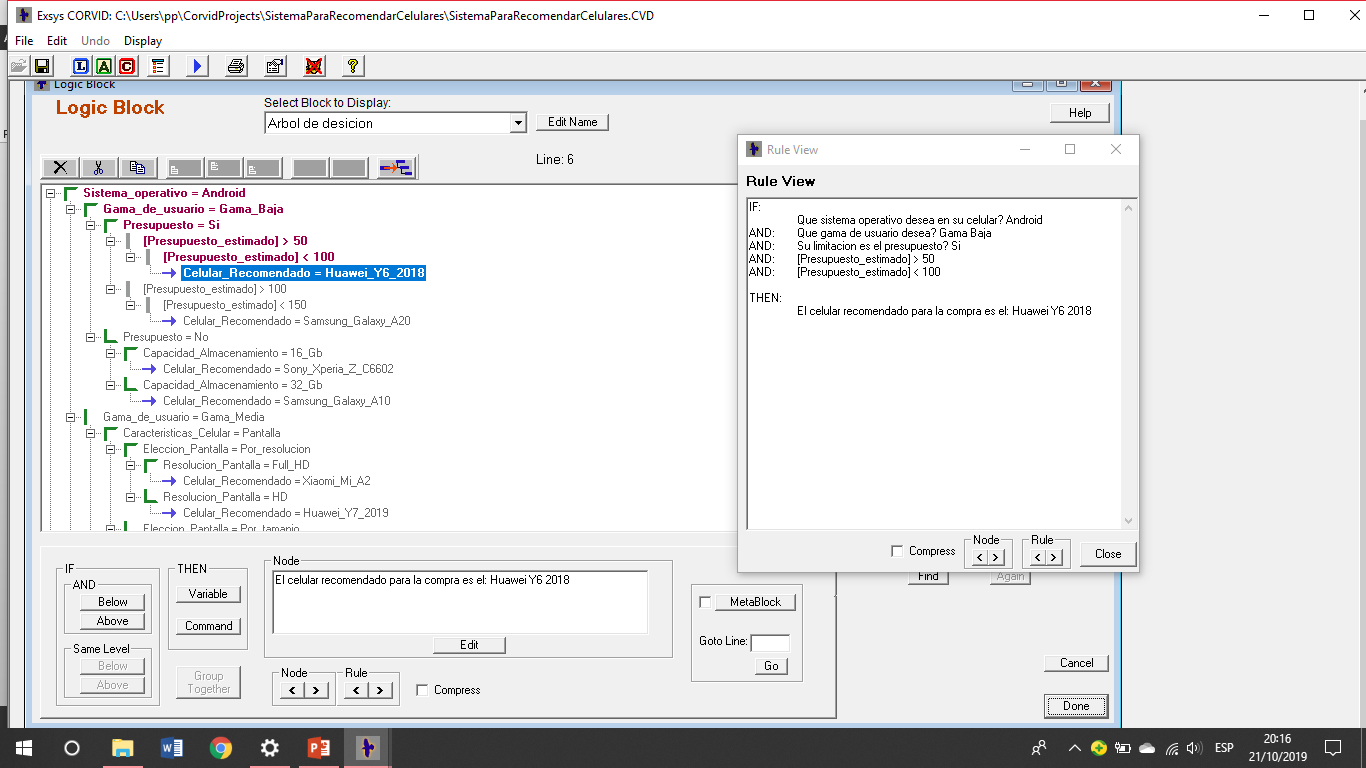 Exsys CORVID: C:\Users\pp\CorvidProjects\SistemaParaRecomendarCelulares\SistemaParaRecomendarCelulares.CVD
File Edit Undo Display
L A C ?
Logic Block
Logic Block
Select Block to Display:
Arbol de desicion
Edit Name
Help
Line: 6
Sistema_operativo = Android
Gama_de_usuario = Gama_Baja
Presupuesto = Si
[Presupuesto_estimado] > 50
[Presupuesto_estimado] < 100
Celular_Recomendado = Huawei_Y6_2018
[Presupuesto_estimado] > 100
[Presupuesto_estimado] < 150
Celular_Recomendado = Samsung_Galaxy_A20
Presupuesto = No
Capacidad_Almacenamiento = 16_Gb
Celular_Recomendado = Sony_Xperia_Z_C6602
Capacidad_Almacenamiento = 32_Gb
Celular_Recomendado = Samsung_Galaxy_A10
Gama_de_usuario = Gama_Media
Caracteristicas_Celular = Pantalla
Eleccion_Pantalla = Por_resolucion
Resolucion_Pantalla = Full_HD
Celular_Recomendado = Xiaomi_Mi_A2
Resolucion_Pantalla = HD
Celular_Recomendado = Huawei_Y7_2019
Eleccion_Pantalla = Por_tamanio
Rule View
Rule View
IF:
Que sistema operativo desea en su celular? Android
AND: Que gama de usuario desea? Gama Baja
AND: Su limitacion es el presupuesto? Si
AND: [Presupuesto_estimado] > 50
AND: [Presupuesto_estimado] < 100
THEN:
El celular recomendado para la compra es el: Huawei Y6 2018
Compress
Node
< >
Rule
< >
Close
IF
AND
Below
Above
Same Level
Below
Above
THEN
Variable
Command
Group Together
Node
El celular recomendado para la compra es el: Huawei Y6 2018
Edit
Node
< >
Rule
< >
Compress
MetaBlock
Goto Line:
Go
Find
Again
Cancel
Done
ESP
20:16
21/10/2019